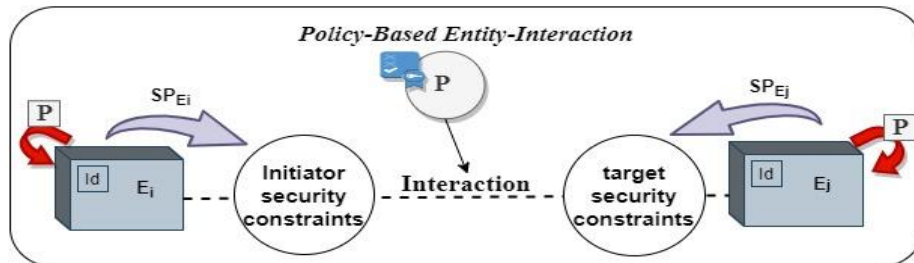 Policy-Based Entity-Interaction
P
SPEi
SPEj
P
P
Id
Ei
Initiator
security
constraints
Interaction
target
security
constraints
Id
Ej